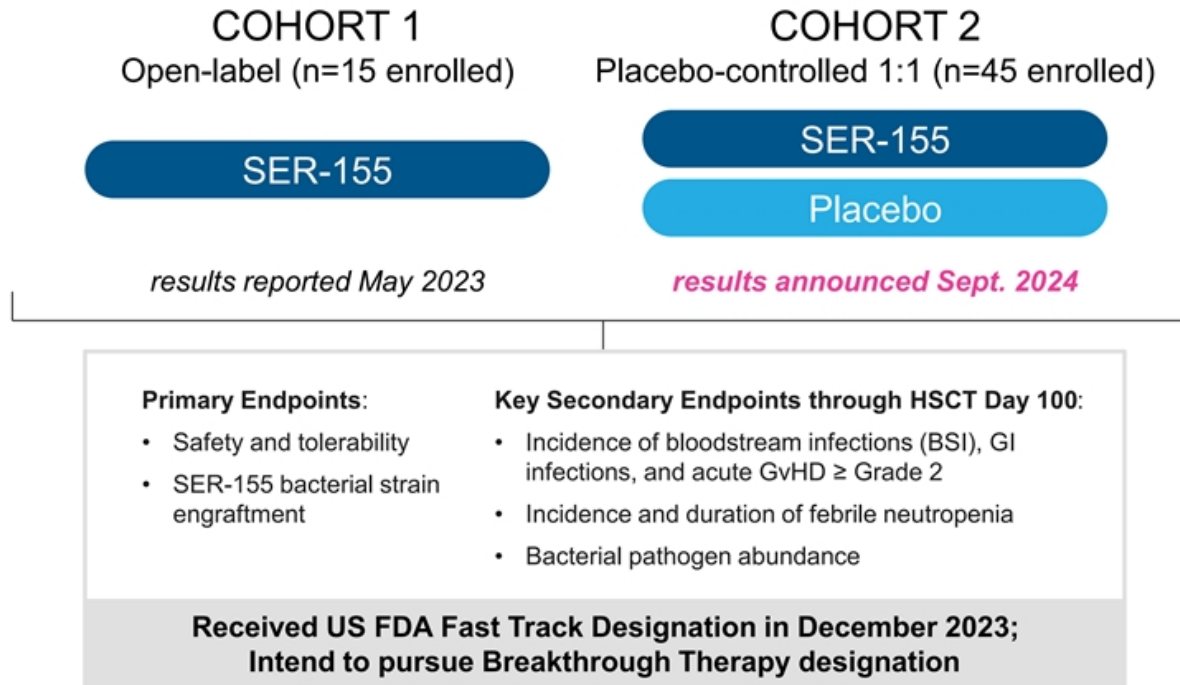 COHORT 1
Open-label (n=15 enrolled)
SER-155
results reported May 2023
COHORT 2
Placebo-controlled 1:1 (n=45 enrolled)
SER-155
Placebo
results announced Sept. 2024
Primary Endpoints:
• Safety and tolerability
• SER-155 bacterial strain
engraftment
Key Secondary Endpoints through HSCT Day 100:
• Incidence of bloodstream infections (BSI), GI
infections, and acute GvHD ≥ Grade 2
• Incidence and duration of febrile neutropenia
• Bacterial pathogen abundance
Received US FDA Fast Track Designation in December 2023;
Intend to pursue Breakthrough Therapy designation